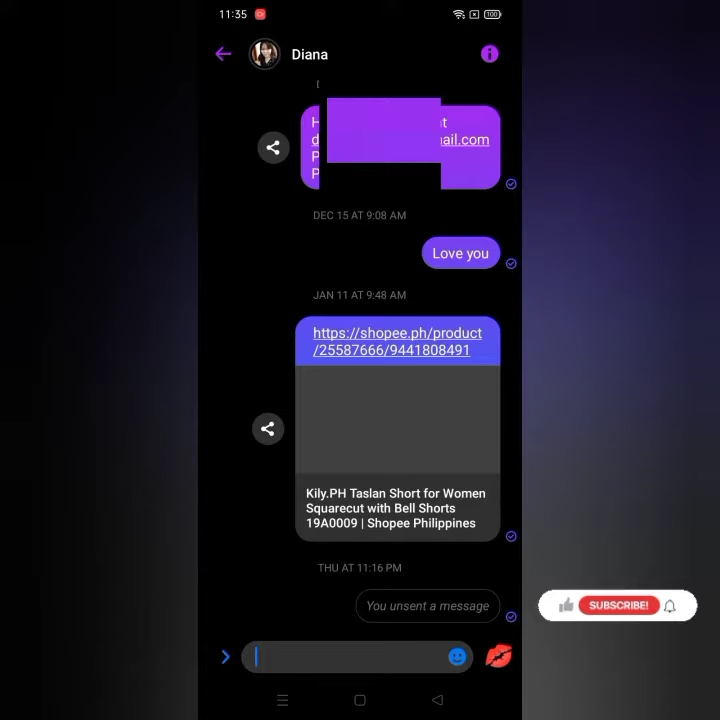 11:35
100
Diana
ail.com
DEC 15 AT 9:08 AM
Love you
JAN 11 AT 9:48 AM
https://shopee.ph/product
/25587666/9441808491
Kily.PH Taslan Short for Women
Squarecut with Bell Shorts
19A0009 | Shopee Philippines
THU AT 11:16 PM
You unsent a message
SUBSCRIBE!